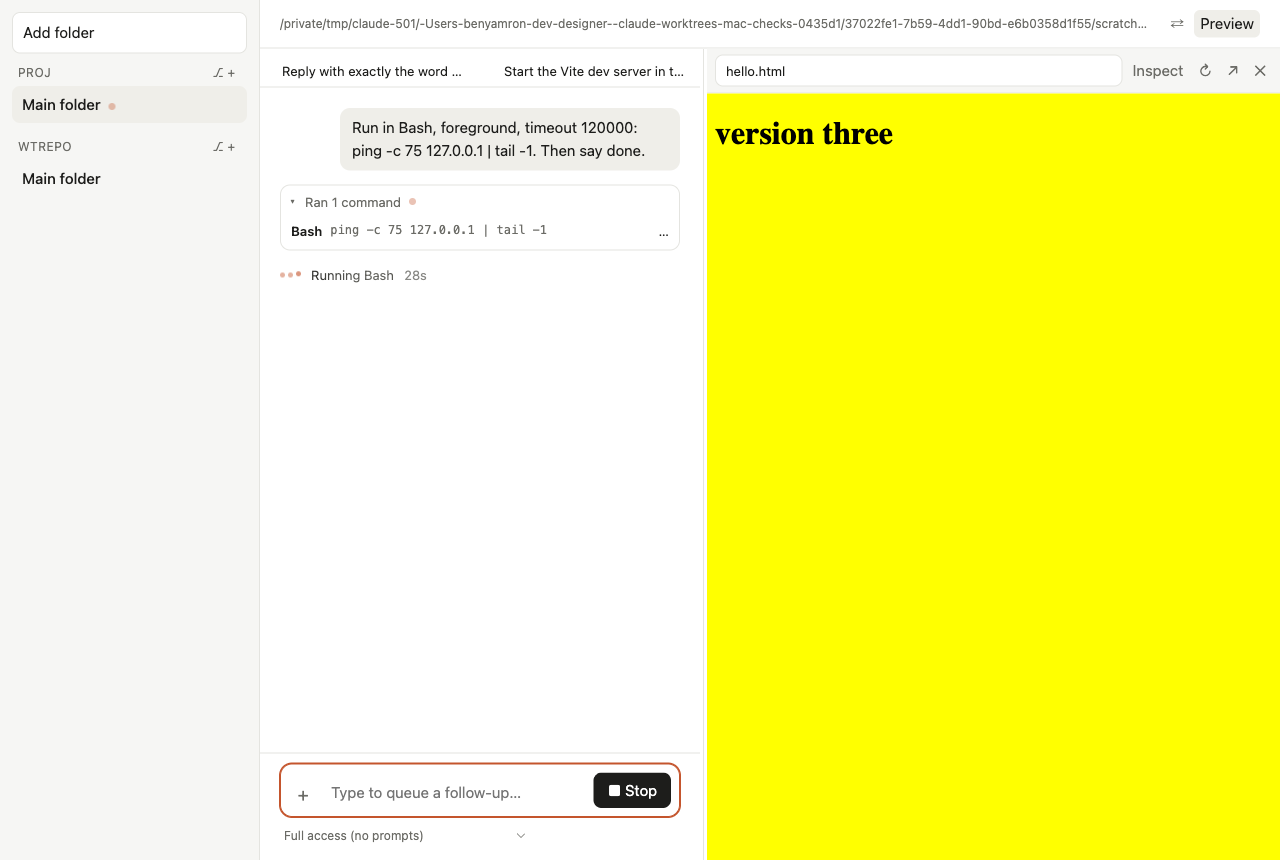 Add folder
PROJ
Main folder
WTREPO
Main folder
/private/tmp/claude-501/-Users-benyamron-dev-designer--claude-worktrees-mac-checks-0435d1/37022fe1-7b59-4dd1-90bd-e6b0358d1f55/scratch...
Preview
Reply with exactly the word ...
Start the Vite dev server in t...
Run in Bash, foreground, timeout 120000:
ping -c 75 127.0.0.1 | tail -1. Then say done.
Ran 1 command
Bash ping -c 75 127.0.0.1 | tail -1 ...
Running Bash 28s
Type to queue a follow-up...
Stop
Full access (no prompts)
hello.html
Inspect
version three